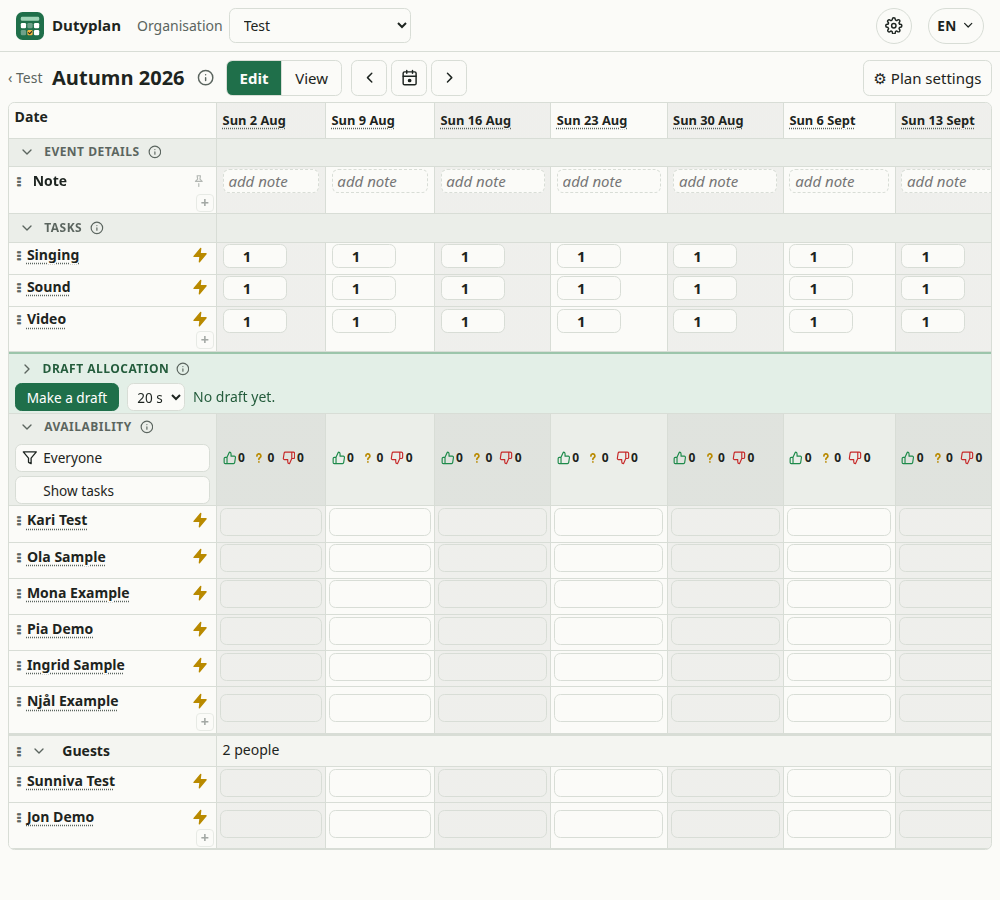 Dutyplan Organisation Test EN
‹ Test Autumn 2026 Edit View Plan settings
Date Sun 2 Aug Sun 9 Aug Sun 16 Aug Sun 23 Aug Sun 30 Aug Sun 6 Sept Sun 13 Sept
EVENT DETAILS
Note add note add note add note add note add note add note add note
+
TASKS
Singing 1 1 1 1 1 1 1
Sound 1 1 1 1 1 1 1
Video 1 1 1 1 1 1 1
+
DRAFT ALLOCATION
Make a draft 20 s No draft yet.
AVAILABILITY
Everyone 0 ? 0 0 0 ? 0 0 0 ? 0 0 0 ? 0 0 0 ? 0 0 0 ? 0 0 0 ? 0 0
Show tasks
Kari Test
Ola Sample
Mona Example
Pia Demo
Ingrid Sample
Njål Example
+
Guests 2 people
Sunniva Test
Jon Demo
+